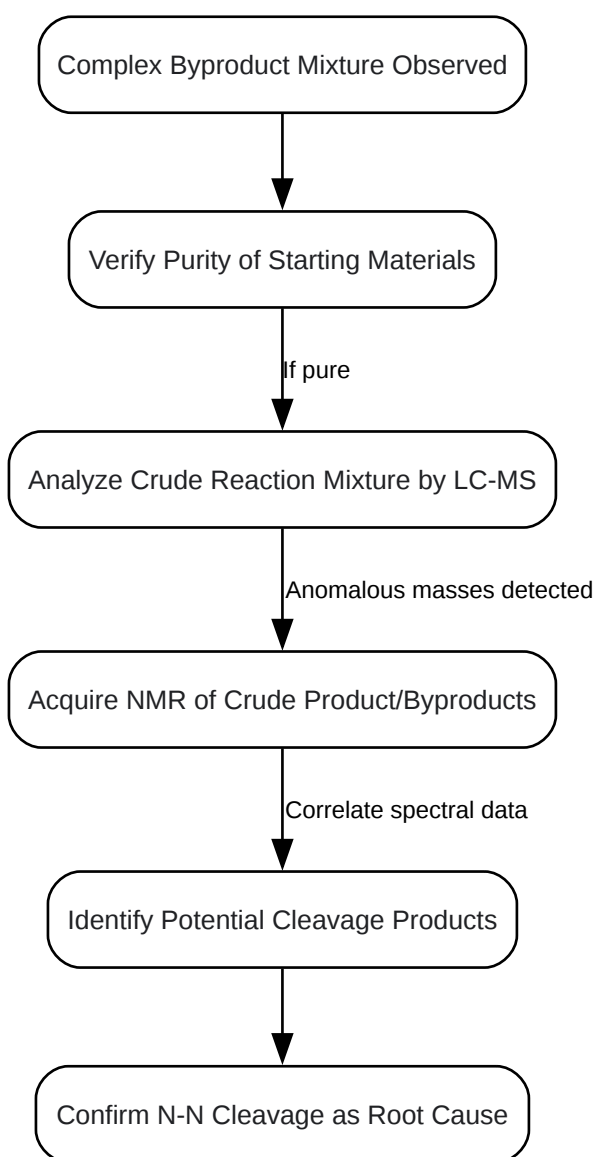 Complex Byproduct Mixture Observed
Verify Purity of Starting Materials
If pure
Analyze Crude Reaction Mixture by LC-MS
Anomalous masses detected
Acquire NMR of Crude Product/Byproducts
Correlate spectral data
Identify Potential Cleavage Products
Confirm N-N Cleavage as Root Cause